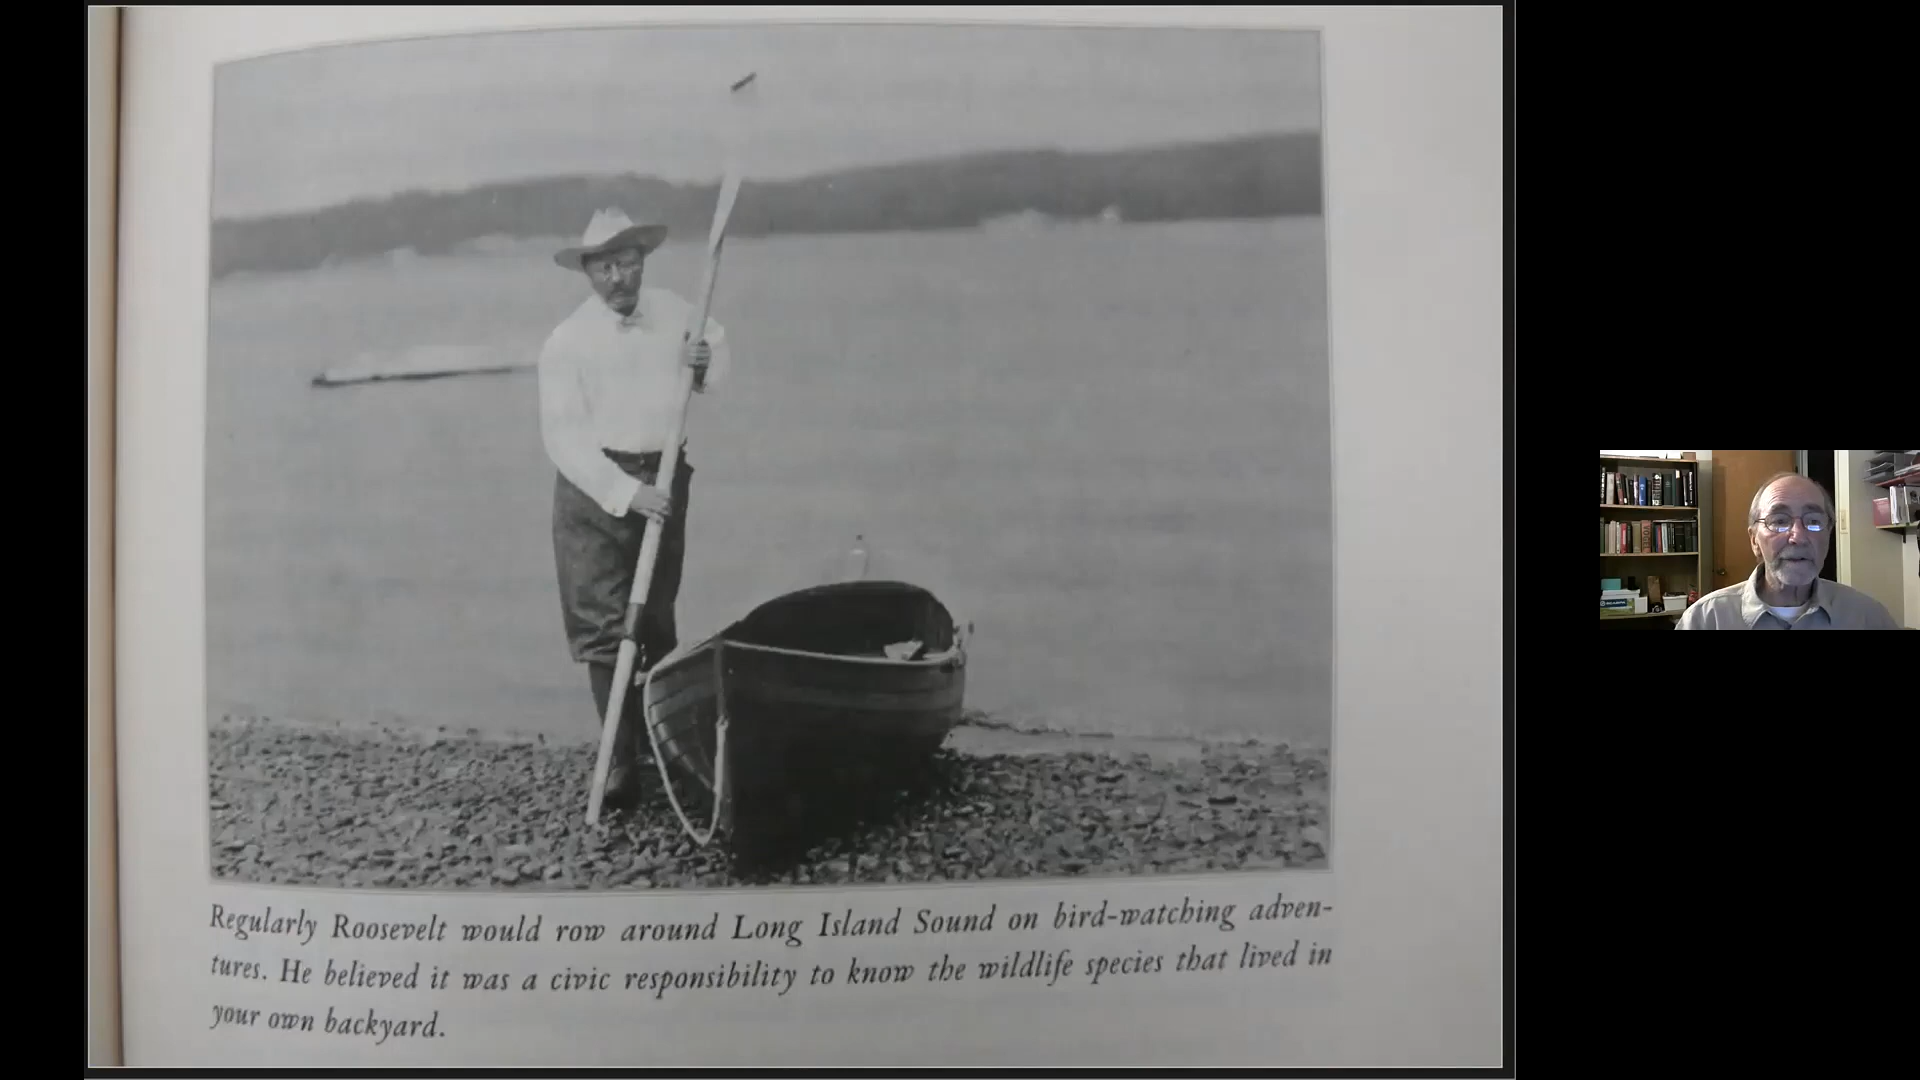 Regularly Roosevelt would row around Long Island Sound on bird-watching adven-
tures. He believed it was a civic responsibility to know the wildlife species that lived in
your own backyard.